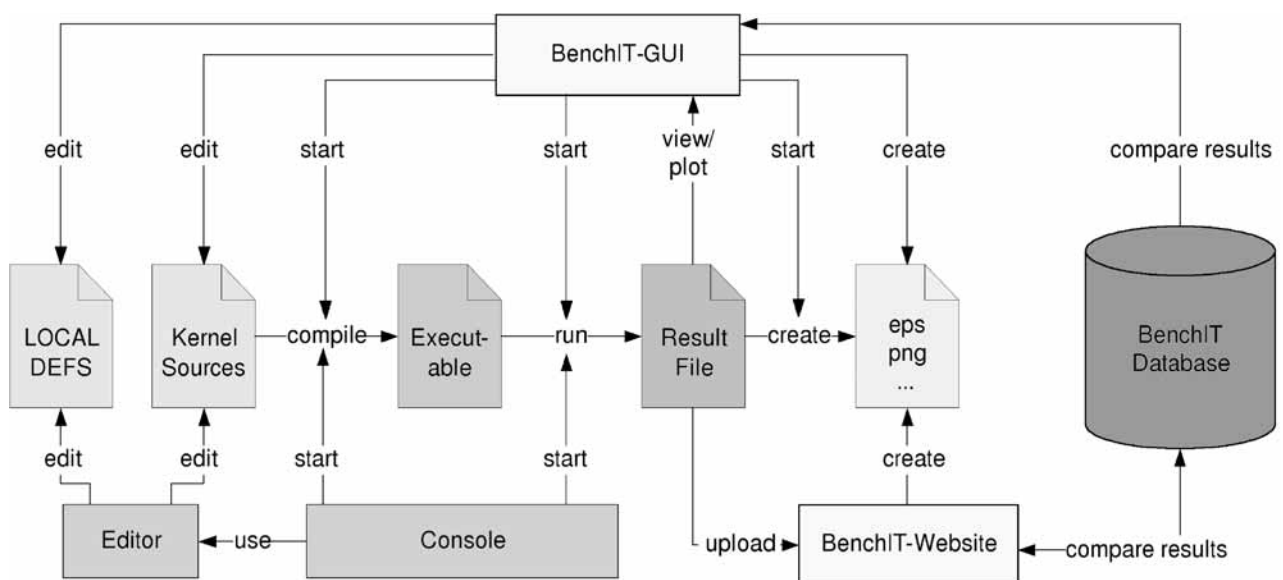 BenchIT-GUI
edit
edit
start
start
view/
plot
start
create
compare results
LOCAL
DEFS
Kernel
Sources
compile
Execut-
able
run
Result
File
create
eps
png
...
BenchIT
Database
edit
edit
start
start
create
Editor
use
Console
upload
BenchIT-Website
compare results